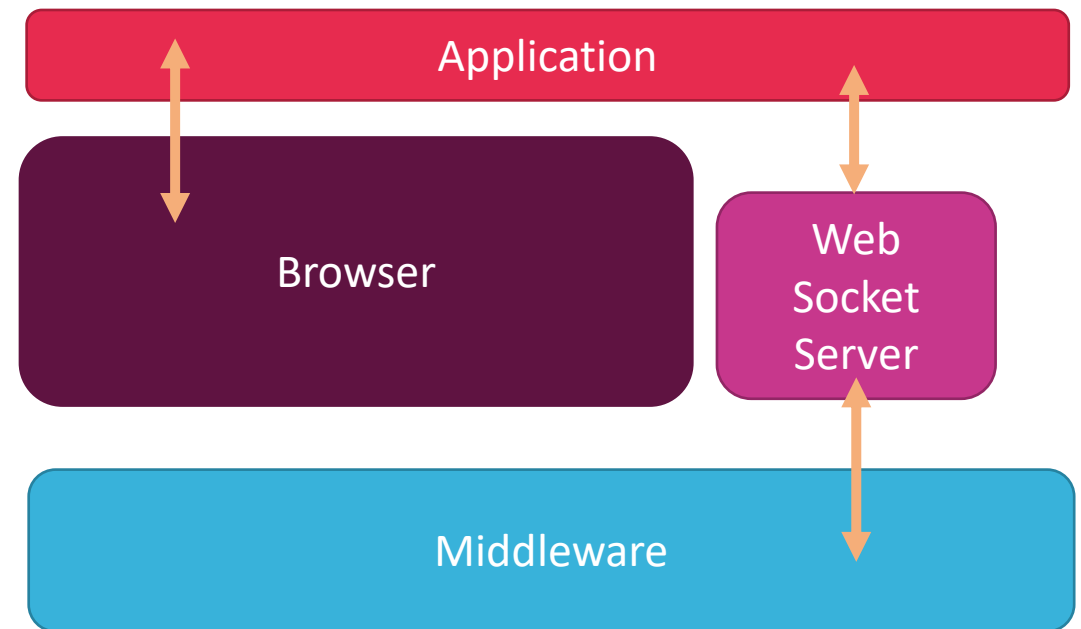 Application
Browser
Web
Socket
Server
Middleware